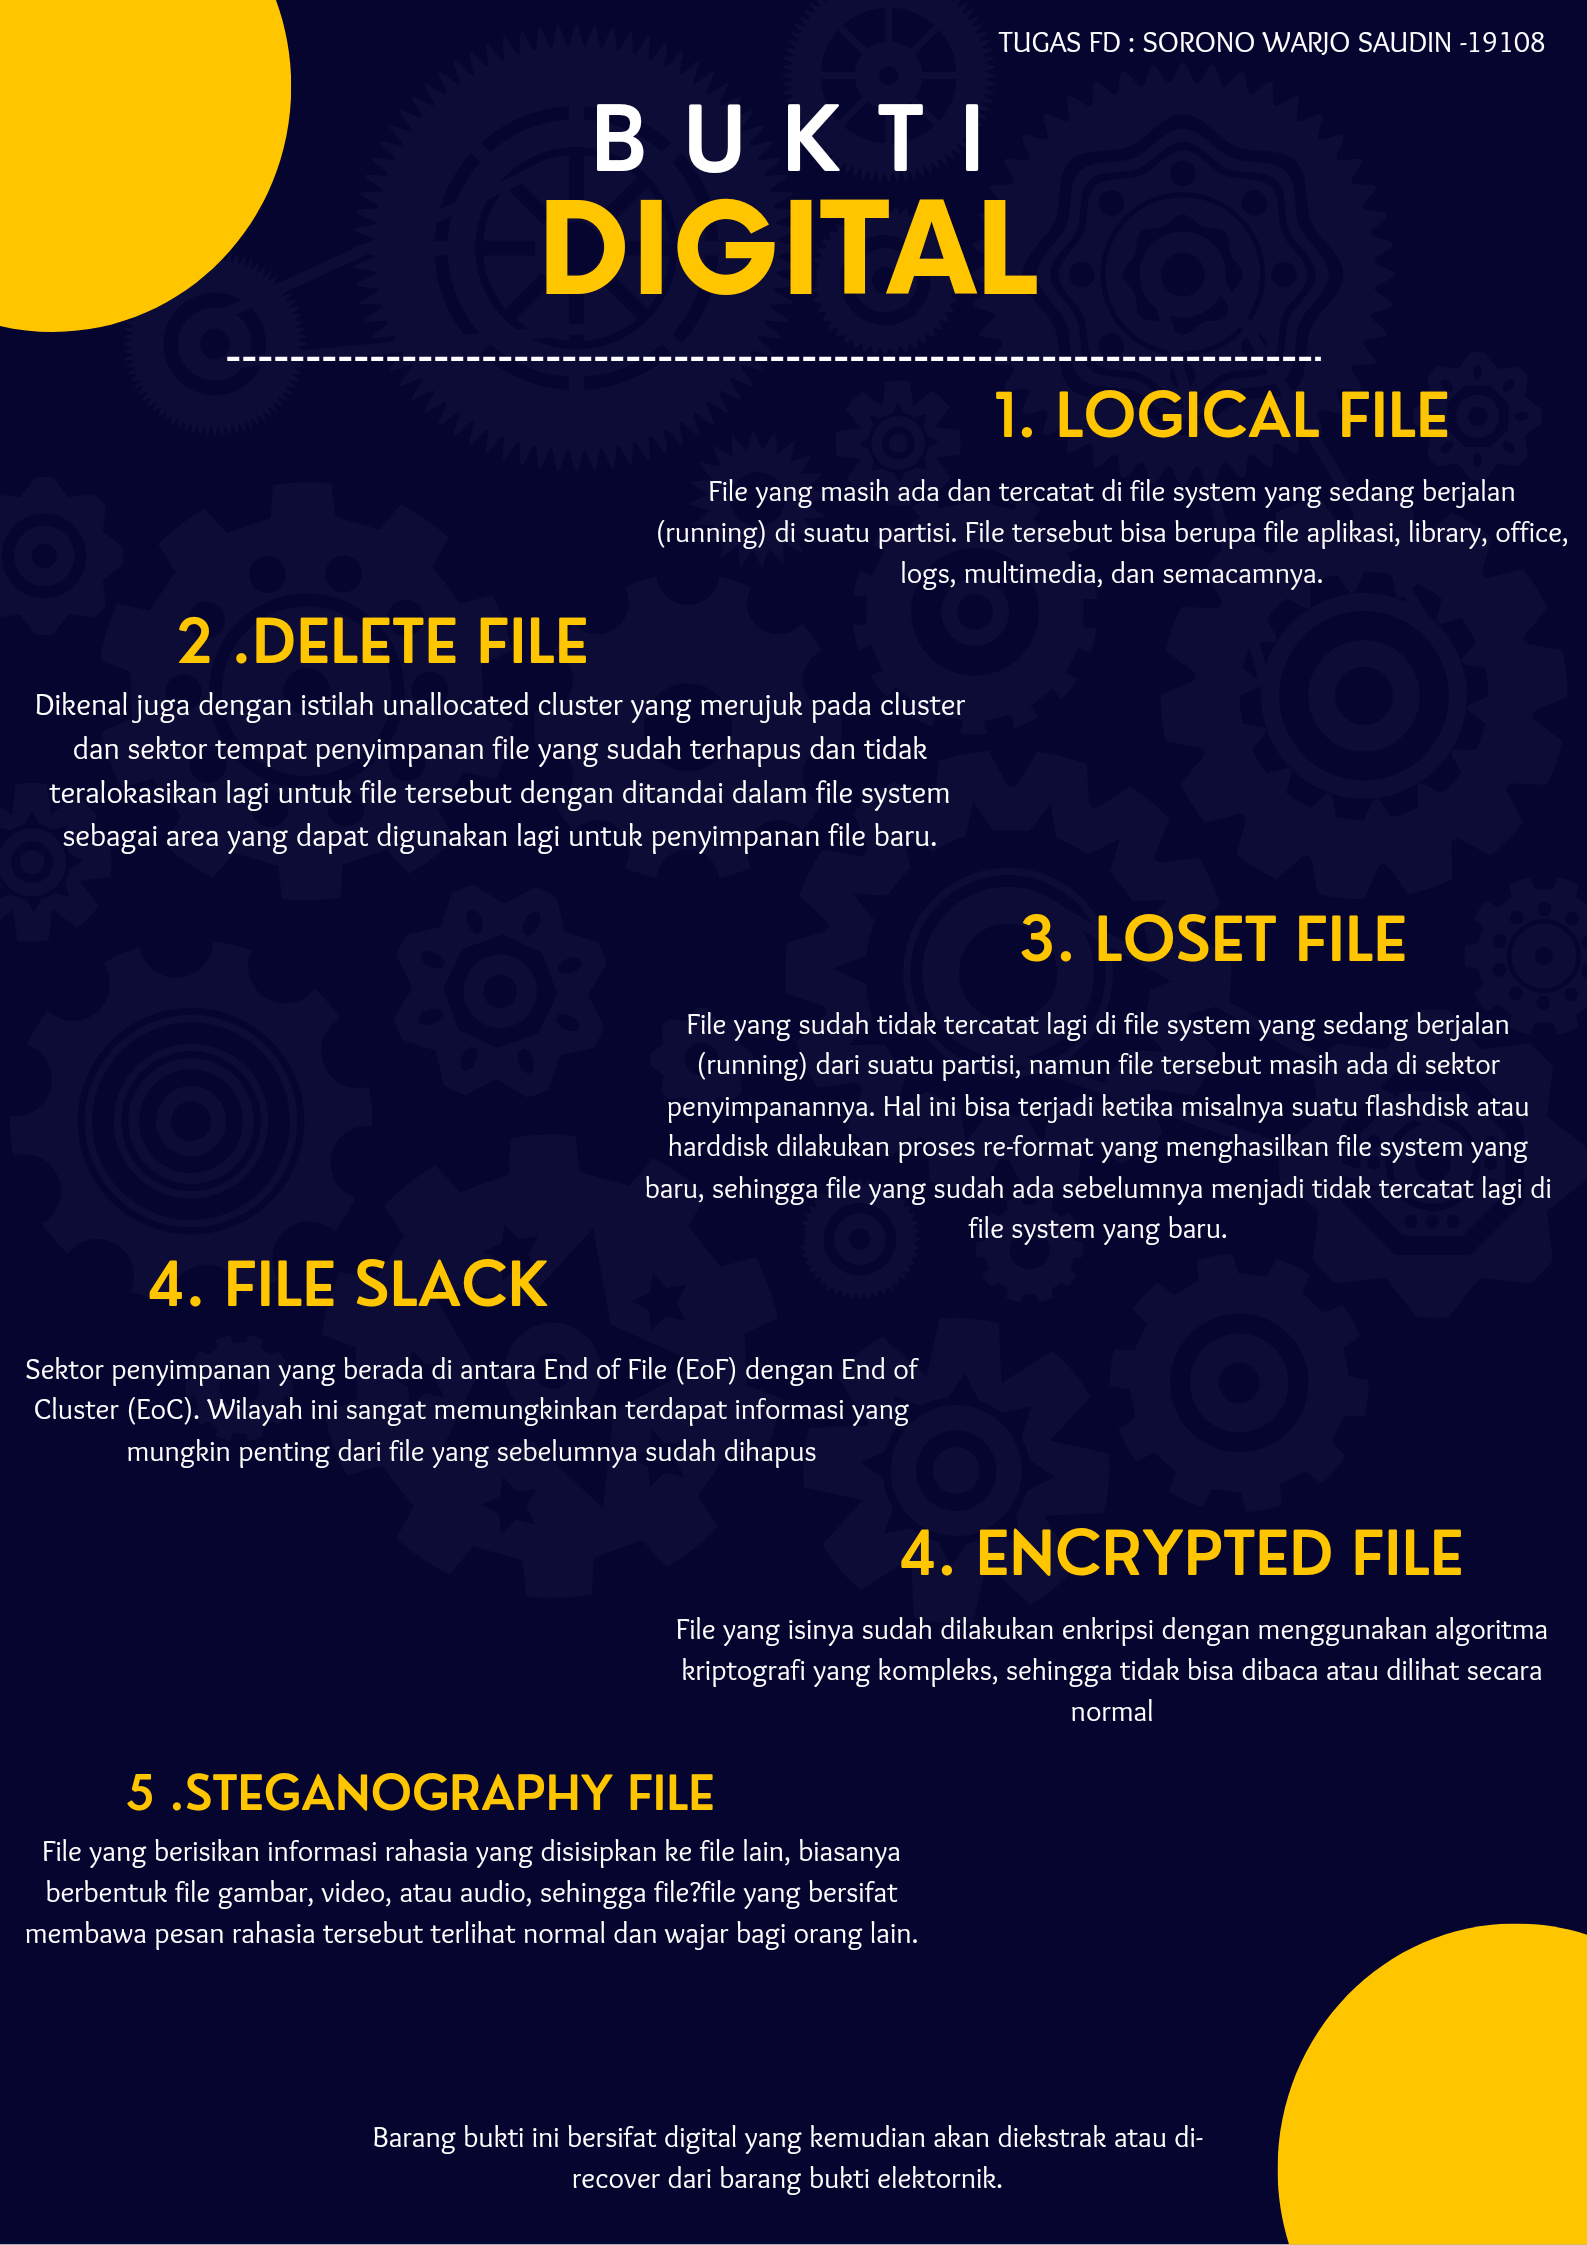 TUGAS FD : SORONO WARJO SAUDIN -19108
BUKTI
DIGITAL
1. LOGICAL FILE
File yang masih ada dan tercatat di file system yang sedang berjalan
(running) di suatu partisi. File tersebut bisa berupa file aplikasi, library, office,
logs, multimedia, dan semacamnya.
2 .DELETE FILE
Dikenal juga dengan istilah unallocated cluster yang merujuk pada cluster
dan sektor tempat penyimpanan file yang sudah terhapus dan tidak
teralokasikan lagi untuk file tersebut dengan ditandai dalam file system
sebagai area yang dapat digunakan lagi untuk penyimpanan file baru.
3. LOSET FILE
File yang sudah tidak tercatat lagi di file system yang sedang berjalan
(running) dari suatu partisi, namun file tersebut masih ada di sektor
penyimpanannya. Hal ini bisa terjadi ketika misalnya suatu flashdisk atau
harddisk dilakukan proses re-format yang menghasilkan file system yang
baru, sehingga file yang sudah ada sebelumnya menjadi tidak tercatat lagi di
file system yang baru.
4. FILE SLACK
Sektor penyimpanan yang berada di antara End of File (EoF) dengan End of
Cluster (EoC). Wilayah ini sangat memungkinkan terdapat informasi yang
mungkin penting dari file yang sebelumnya sudah dihapus
4. ENCRYPTED FILE
File yang isinya sudah dilakukan enkripsi dengan menggunakan algoritma
kriptografi yang kompleks, sehingga tidak bisa dibaca atau dilihat secara
normal
5 .STEGANOGRAPHY FILE
File yang berisikan informasi rahasia yang disisipkan ke file lain, biasanya
berbentuk file gambar, video, atau audio, sehingga file?file yang bersifat
membawa pesan rahasia tersebut terlihat normal dan wajar bagi orang lain.
Barang bukti ini bersifat digital yang kemudian akan diekstrak atau di-
recover dari barang bukti elektornik.